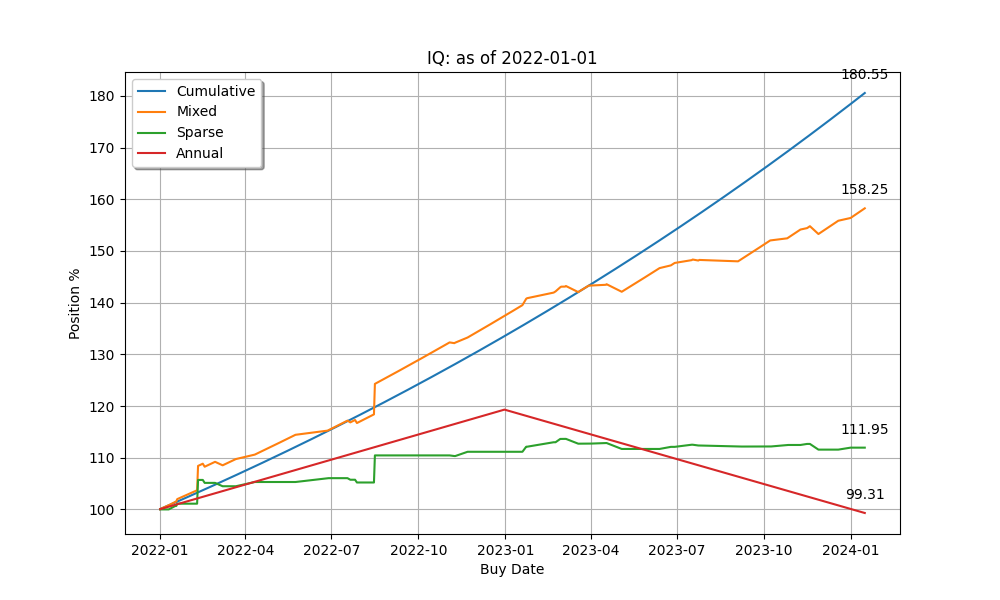 IQ: as of 2022-01-01
180.55
Cumulative
Mixed
Sparse
Annual
158.25
111.95
99.31
180
170
160
150
140
130
120
110
100
Position %
2022-01 2022-04 2022-07 2022-10 2023-01 2023-04 2023-07 2023-10 2024-01
Buy Date